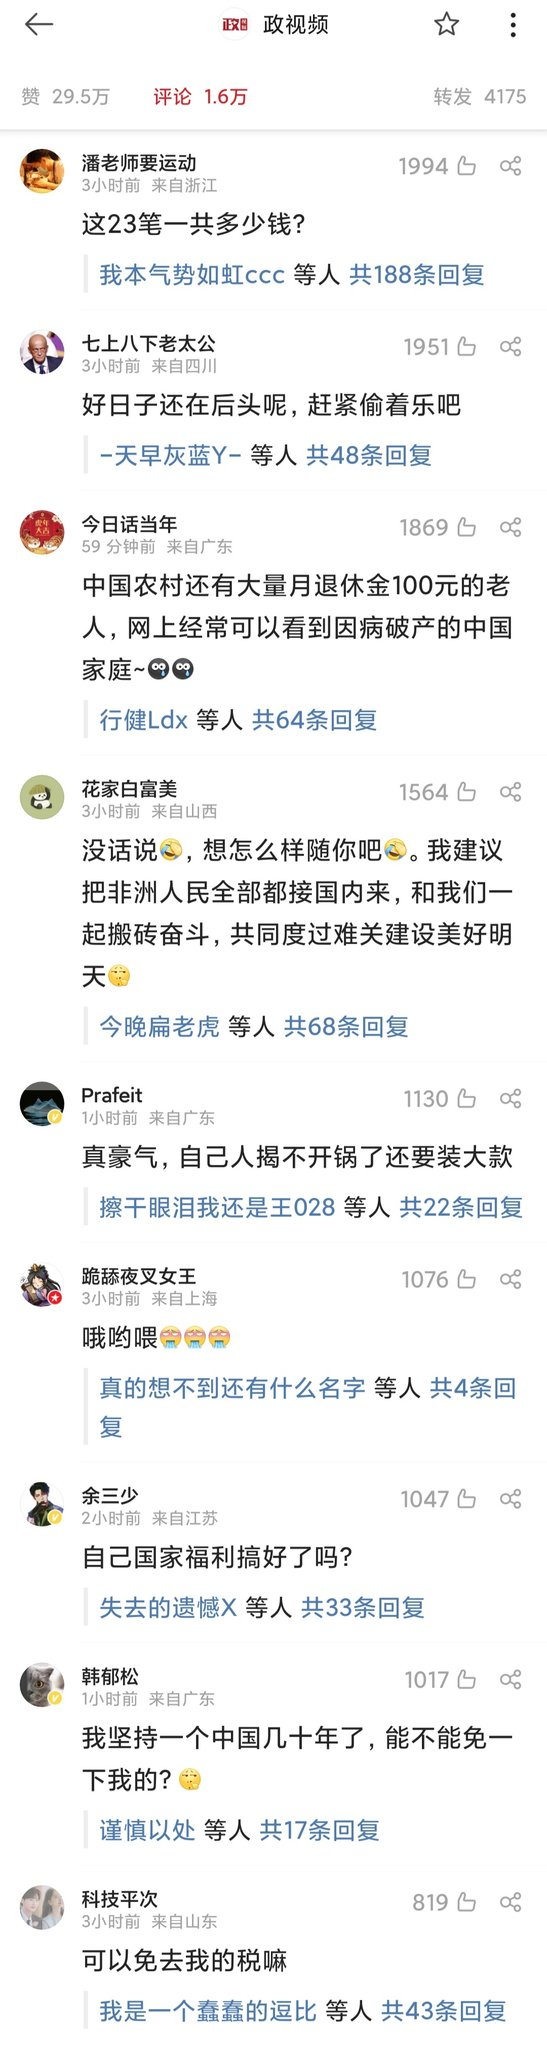 政视频
赞 29.5万 评论 1.6万 转发 4175
潘老师要运动 1994
3小时前 来自浙江
这23笔一共多少钱?
我本气势如虹ccc 等人 共188条回复
七上八下老太公 1951
3小时前 来自四川
好日子还在后头呢, 赶紧偷着乐吧
-天早灰蓝Y- 等人 共48条回复
今日话当年 1869
59 分钟前 来自广东
中国农村还有大量月退休金100元的老
人, 网上经常可以看到因病破产的中国
家庭~
行健Ldx 等人 共64条回复
花家白富美 1564
3小时前 来自山西
没话说, 想怎么样随你吧。我建议
把非洲人民全部都接国内来, 和我们一
起搬砖奋斗, 共同度过难关建设美好明
天
今晚扁老虎 等人 共68条回复
Prafeit 1130
1小时前 来自广东
真豪气, 自己人揭不开锅了还要装大款
擦干眼泪我还是王028 等人 共22条回复
跪舔夜叉女王 1076
3小时前 来自上海
哦哟喂
真的想不到还有什么名字 等人 共4条回
复
余三少 1047
2小时前 来自江苏
自己国家福利搞好了吗?
失去的遗憾X 等人 共33条回复
韩郁松 1017
1小时前 来自广东
我坚持一个中国几十年了, 能不能免一
下我的?
谨慎以处 等人 共17条回复
科技平次 819
3小时前 来自山东
可以免去我的税嘛
我是一个蠢蠢的逗比 等人 共43条回复